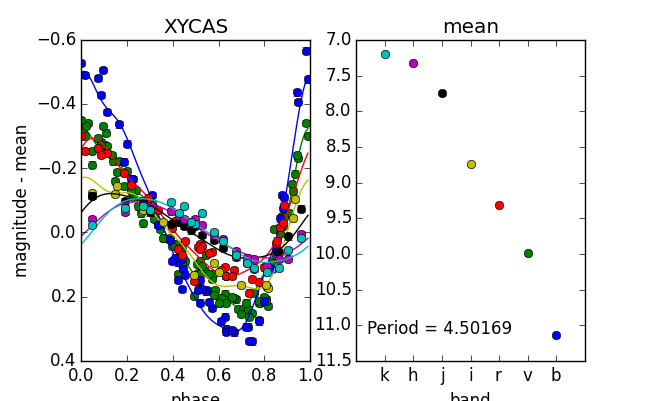 XYCAS
mean
−0.6
−0.4
−0.2
0.0
0.2
0.4
magnitude - mean
0.0 0.2 0.4 0.6 0.8 1.0
phase
7.0
7.5
8.0
8.5
9.0
9.5
10.0
10.5
11.0
11.5
Period = 4.50169
k h j i r v b
band